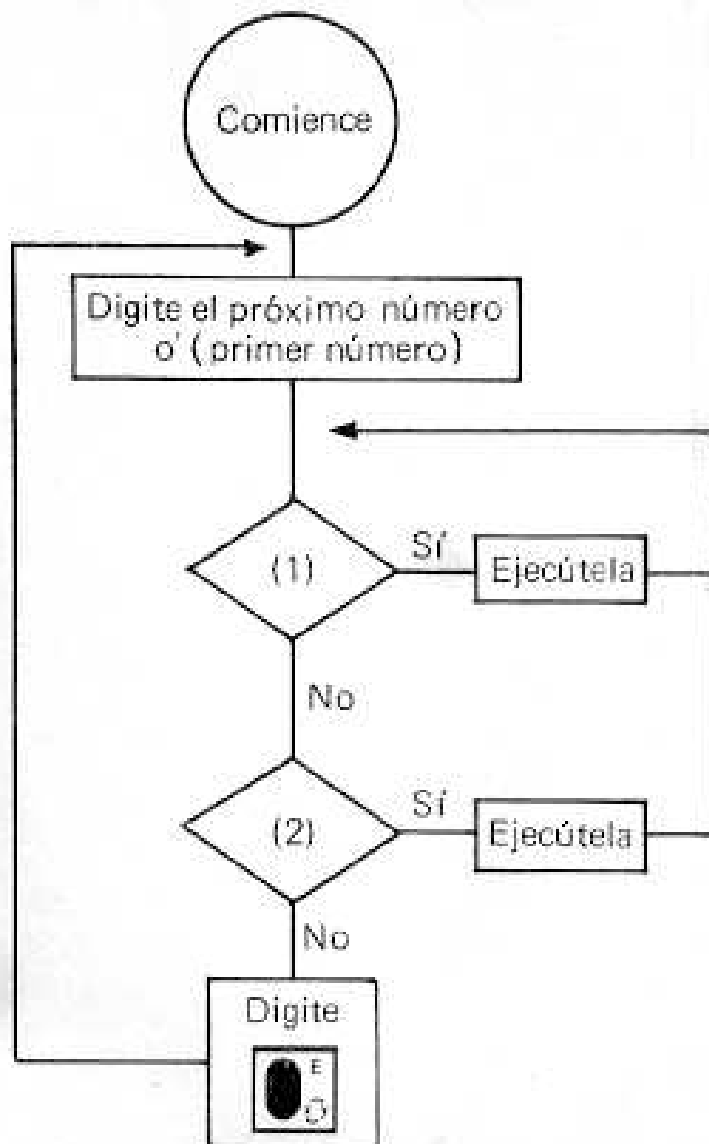 Comience
Digite el próximo número
o' (primer número)
(1)
Sí
Ejecútela
No
(2)
Sí
Ejecútela
No
Digite
E